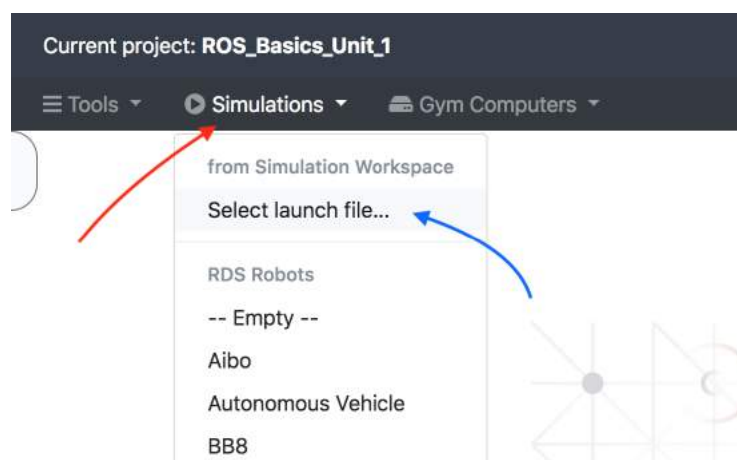 Current project: ROS_Basics_Unit_1
Tools Simulations Gym Computers
from Simulation Workspace
Select launch file...
RDS Robots
-- Empty --
Aibo
Autonomous Vehicle
BB8